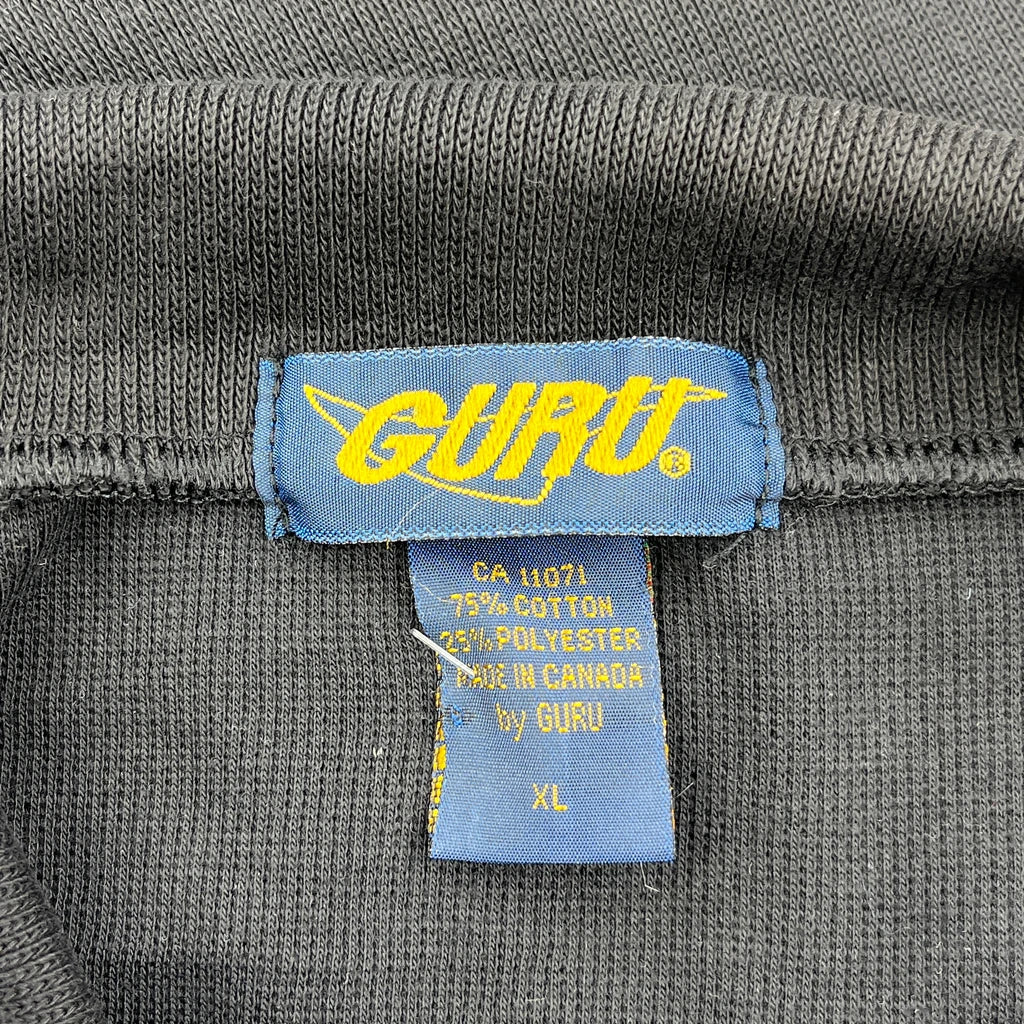 GURU ®
CA 11071
75% COTTON
25% POLYESTER
MADE IN CANADA
by GURU
XL